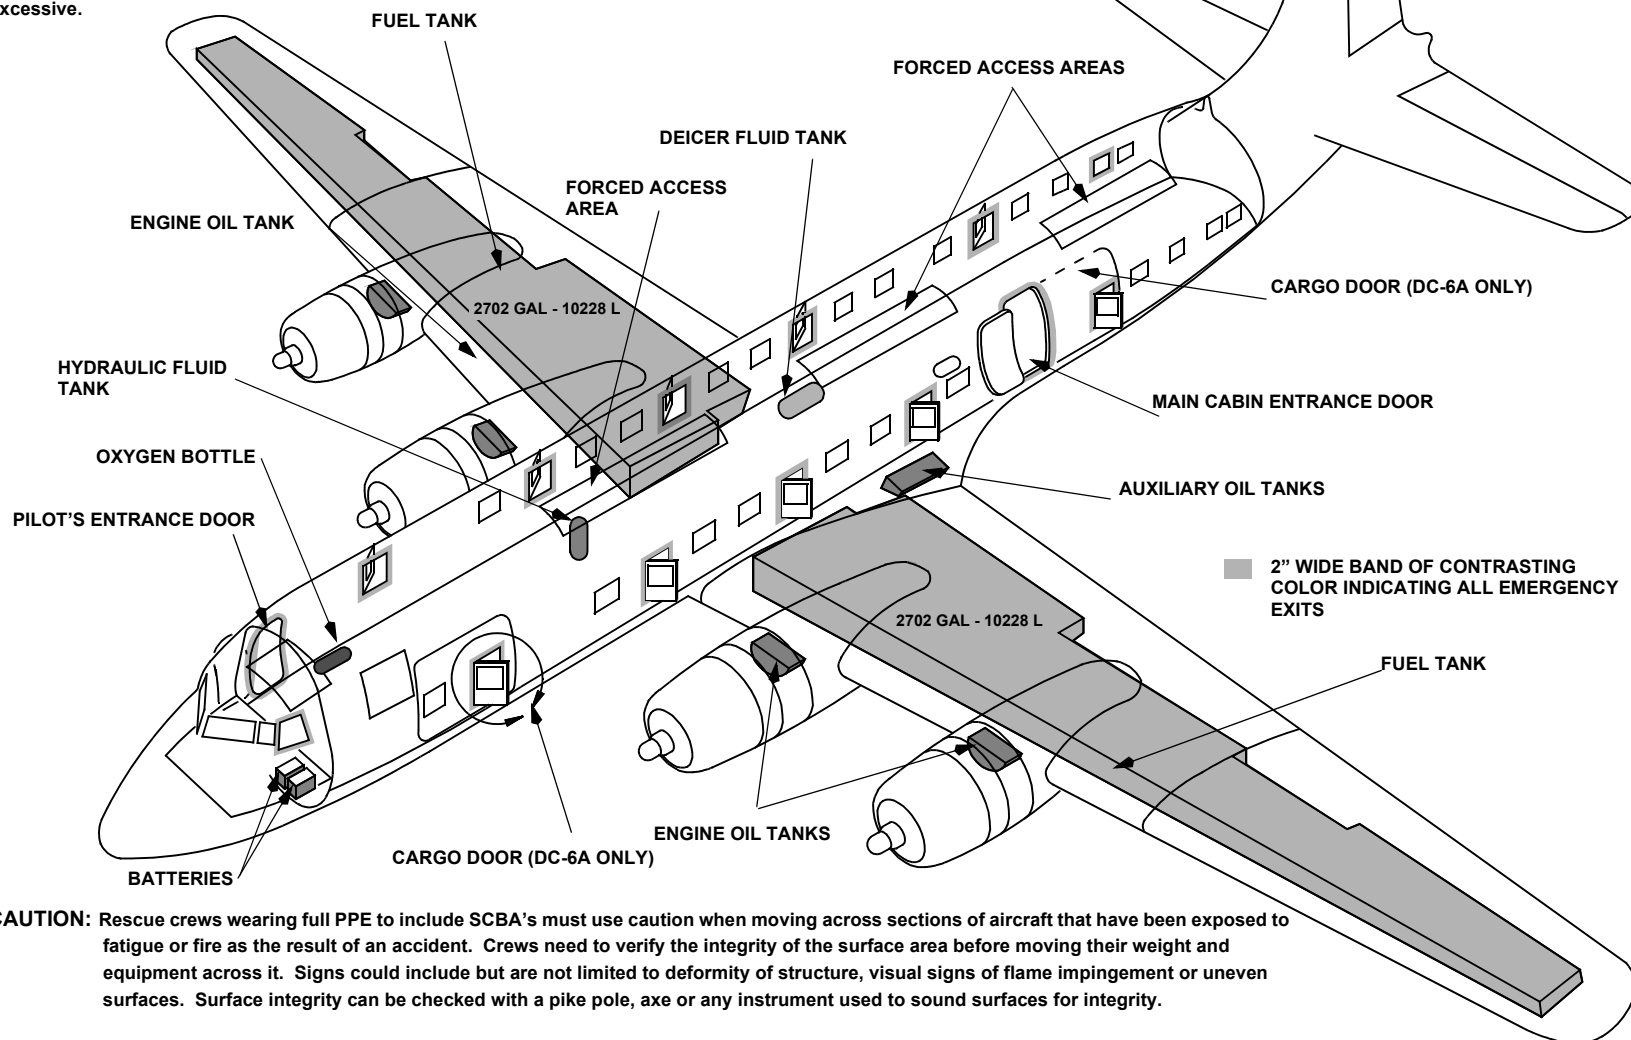 xcessive.
FUEL TANK
FORCED ACCESS AREAS
DEICER FLUID TANK
FORCED ACCESS
AREA
ENGINE OIL TANK
2702 GAL - 10228 L
CARGO DOOR (DC-6A ONLY)
HYDRAULIC FLUID
TANK
MAIN CABIN ENTRANCE DOOR
OXYGEN BOTTLE
AUXILIARY OIL TANKS
PILOT’S ENTRANCE DOOR
2” WIDE BAND OF CONTRASTING
COLOR INDICATING ALL EMERGENCY
EXITS
2702 GAL - 10228 L
FUEL TANK
ENGINE OIL TANKS
CARGO DOOR (DC-6A ONLY)
BATTERIES
CAUTION: Rescue crews wearing full PPE to include SCBA’s must use caution when moving across sections of aircraft that have been exposed to
fatigue or fire as the result of an accident.  Crews need to verify the integrity of the surface area before moving their weight and
equipment across it.  Signs could include but are not limited to deformity of structure, visual signs of flame impingement or uneven
surfaces.  Surface integrity can be checked with a pike pole, axe or any instrument used to sound surfaces for integrity.